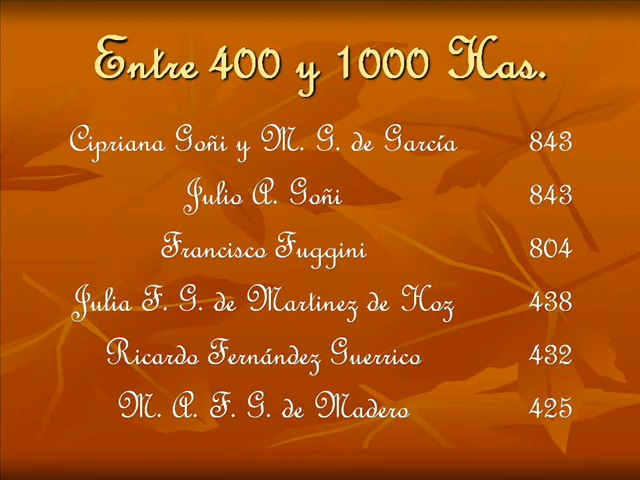 Entre 400 y 1000 Has.
Cipriana Goñi y M. G. de García 843
Julio A. Goñi 843
Francisco Fuggini 804
Julia F. G. de Martinez de Hoz 438
Ricardo Fernández Guerrico 432
M. A. F. G. de Madero 425